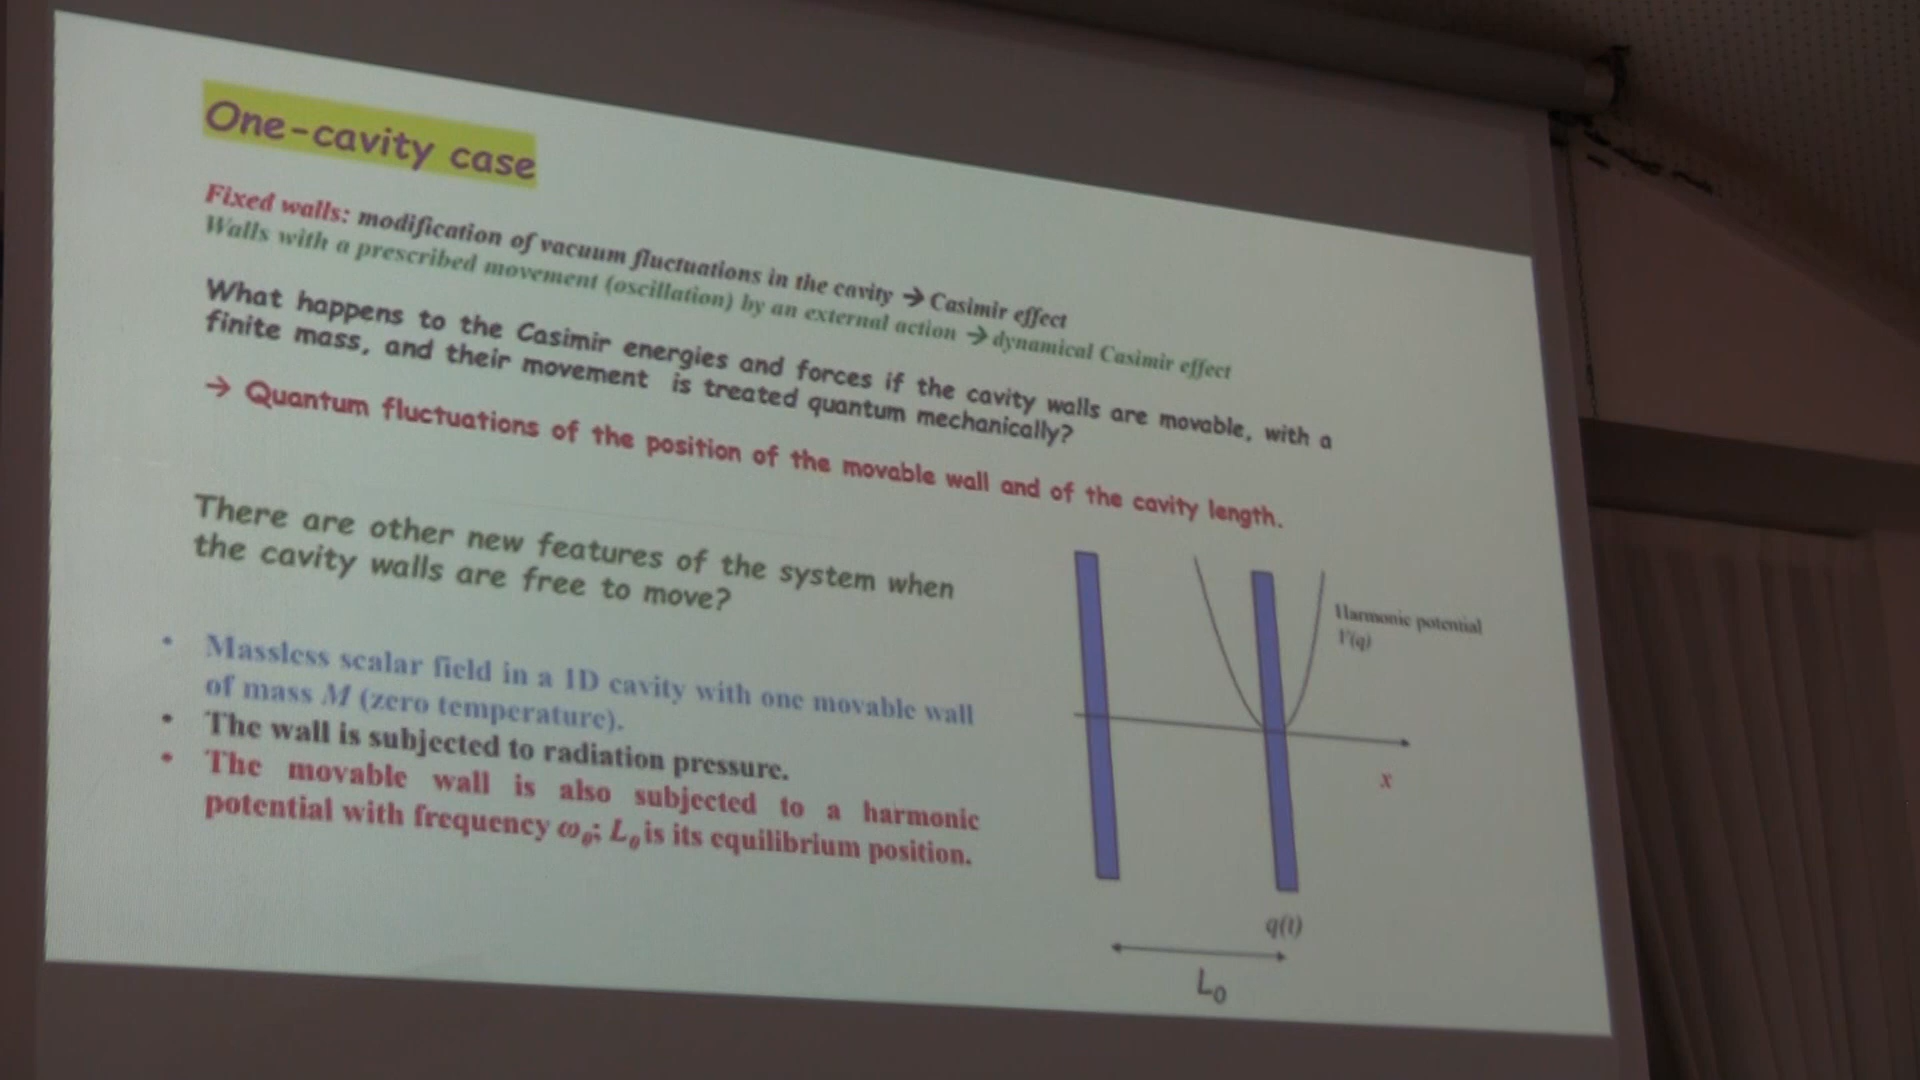 One-cavity case
Fixed walls: modification of vacuum fluctuations in the cavity → Casimir effect
Walls with a prescribed movement (oscillation) by an external action → dynamical Casimir effect
What happens to the Casimir energies and forces if the cavity walls are movable, with a
finite mass, and their movement is treated quantum mechanically?
→ Quantum fluctuations of the position of the movable wall and of the cavity length.
There are other new features of the system when
the cavity walls are free to move?
• Massless scalar field in a 1D cavity with one movable wall
of mass M (zero temperature).
• The wall is subjected to radiation pressure.
• The movable wall is also subjected to a harmonic
potential with frequency ω₀; L₀ is its equilibrium position.
Harmonic potential
V(q)
x
q(t)
L₀